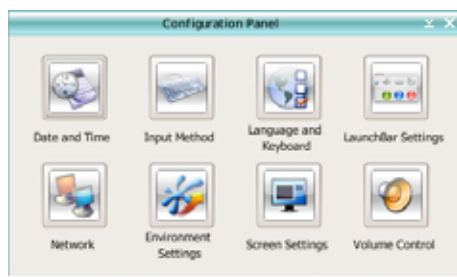 Configuration Panel
Date and Time
Input Method
Language and
Keyboard
LaunchBar Settings
Network
Environment
Settings
Screen Settings
Volume Control